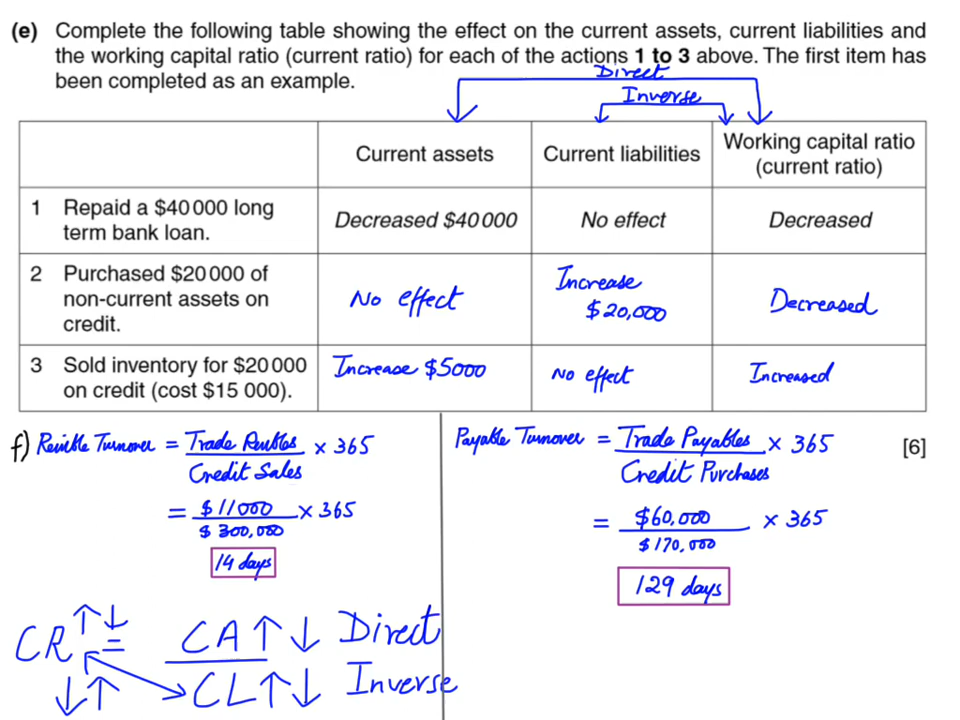 (e) Complete the following table showing the effect on the current assets, current liabilities and
the working capital ratio (current ratio) for each of the actions 1 to 3 above. The first item has
been completed as an example.
Direct
Inverse
Current assets
Current liabilities
Working capital ratio
(current ratio)
1 Repaid a $40 000 long
term bank loan.
Decreased $40 000
No effect
Decreased
2 Purchased $20 000 of
non-current assets on
credit.
No effect
Increase
$20,000
Decreased
3 Sold inventory for $20 000
on credit (cost $15 000).
Increase $5000
No effect
Increased
[6]
f) Turnover = Trade × 365
Credit Sales
= $11000 × 365
$ 300,000
14 days
Payable Turnover = Trade Payables × 365
Credit Purchases
= $60,000 × 365
$170,000
129 days
CR ↑↓ = CA ↑↓ Direct
↓↑ CL ↑↓ Inverse